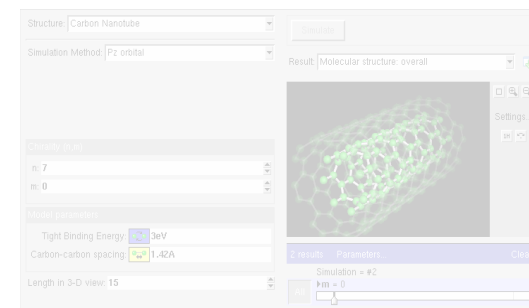 Structure: Carbon Nanotube
Simulation Method: Pz orbital
Chirality (n,m)
n: 7
m: 0
Model parameters
Tight Binding Energy: 3eV
Carbon-carbon spacing: 1.42A
Length in 3-D view: 15
Simulate
Result: Molecular structure: overall
Settings
2 results Parameters... Clear
Simulation = #2
m = 0
All